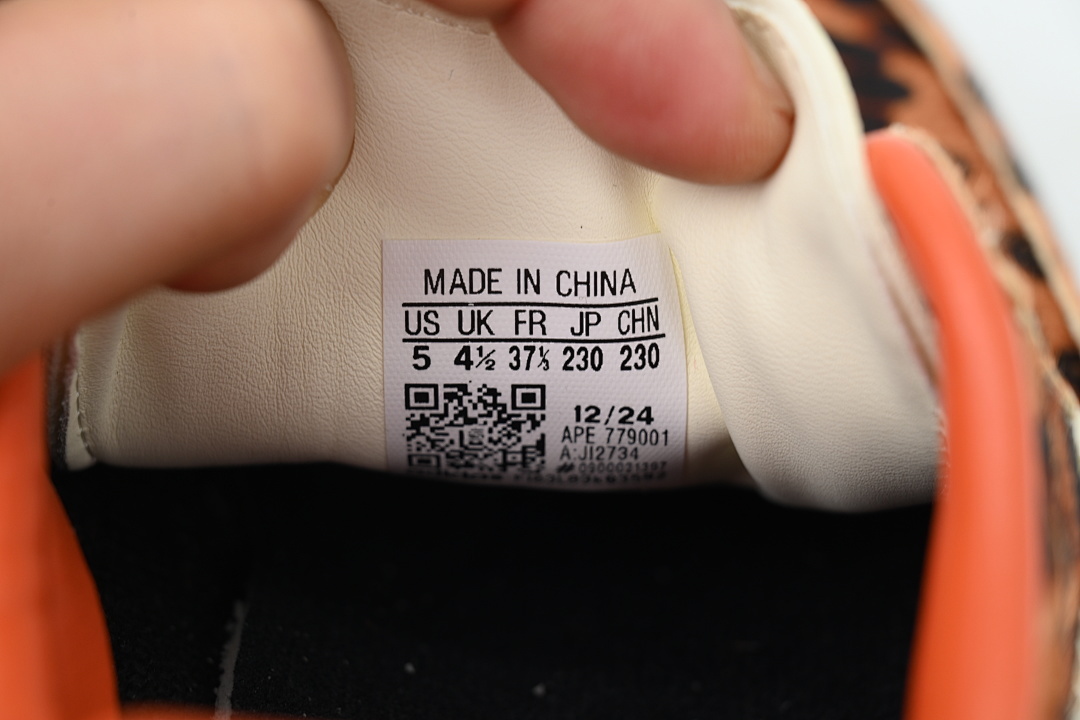 MADE IN CHINA
US UK FR JP CHN
5 4½ 37⅓ 230 230
12/24
APE 779001
A:JI2734